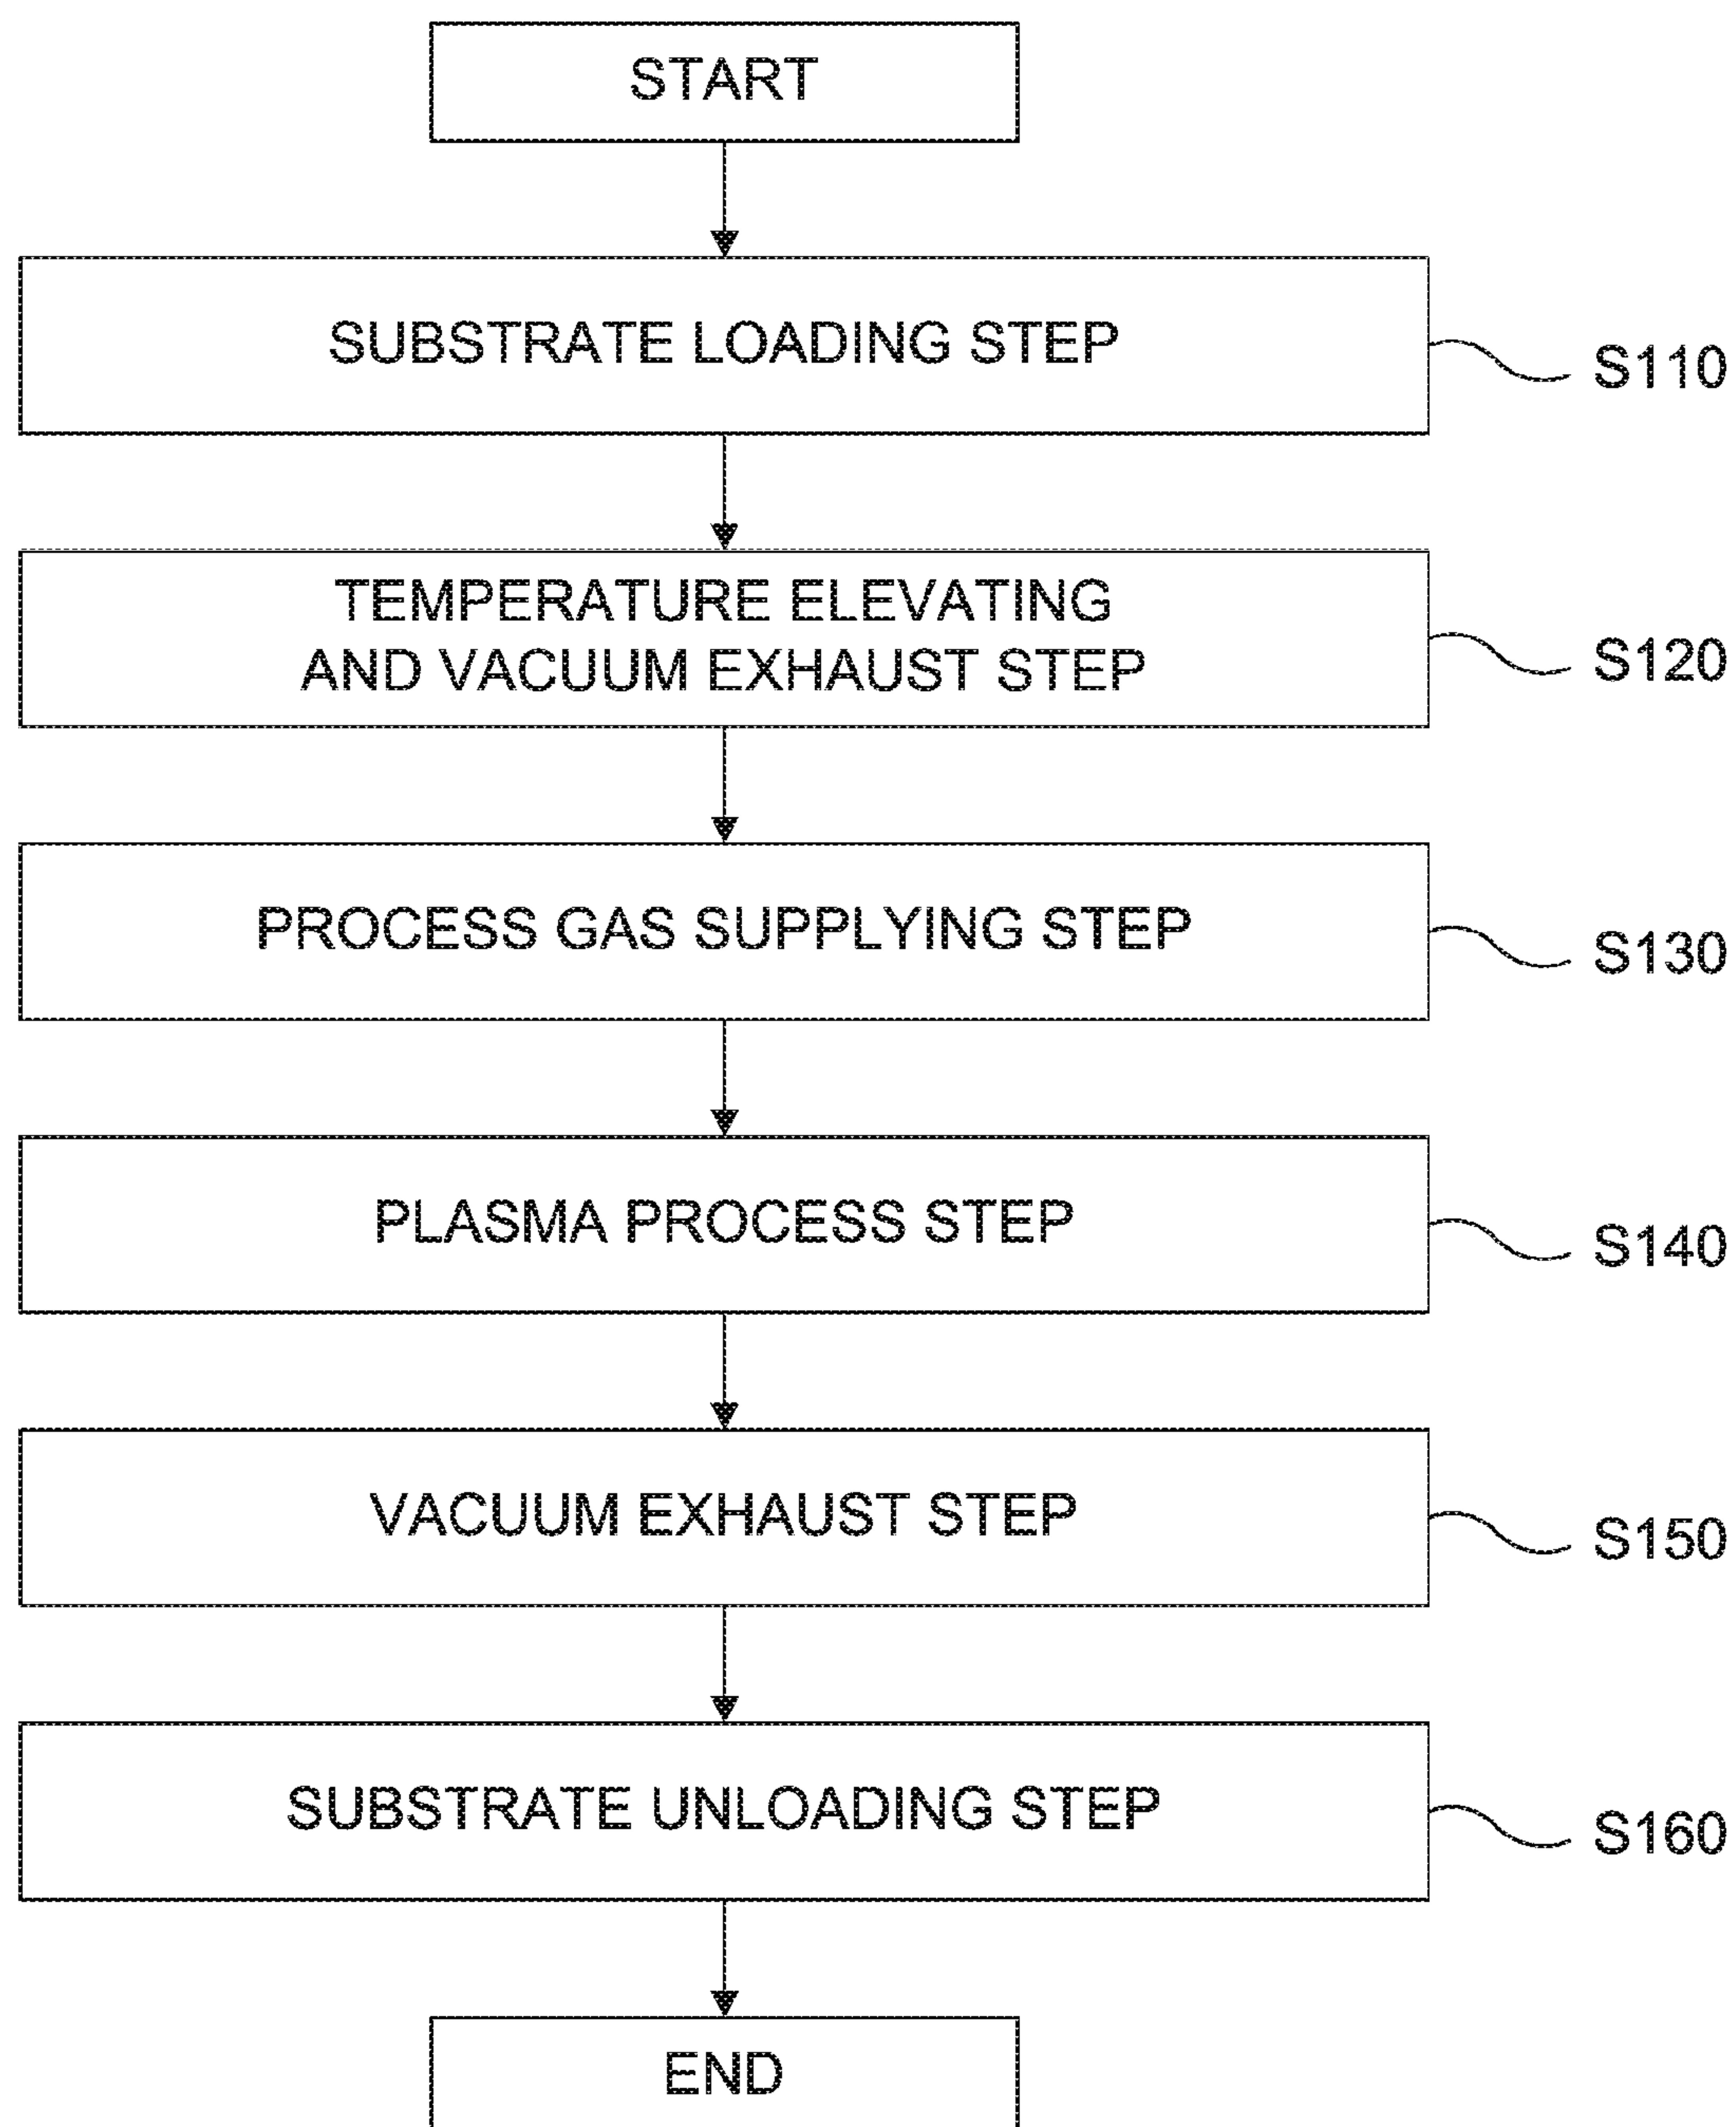 START
SUBSTRATE LOADING STEP
S110
TEMPERATURE ELEVATING
AND VACUUM EXHAUST STEP
S120
PROCESS GAS SUPPLYING STEP
S130
PLASMA PROCESS STEP
S140
VACUUM EXHAUST STEP
S150
SUBSTRATE UNLOADING STEP
S160
END